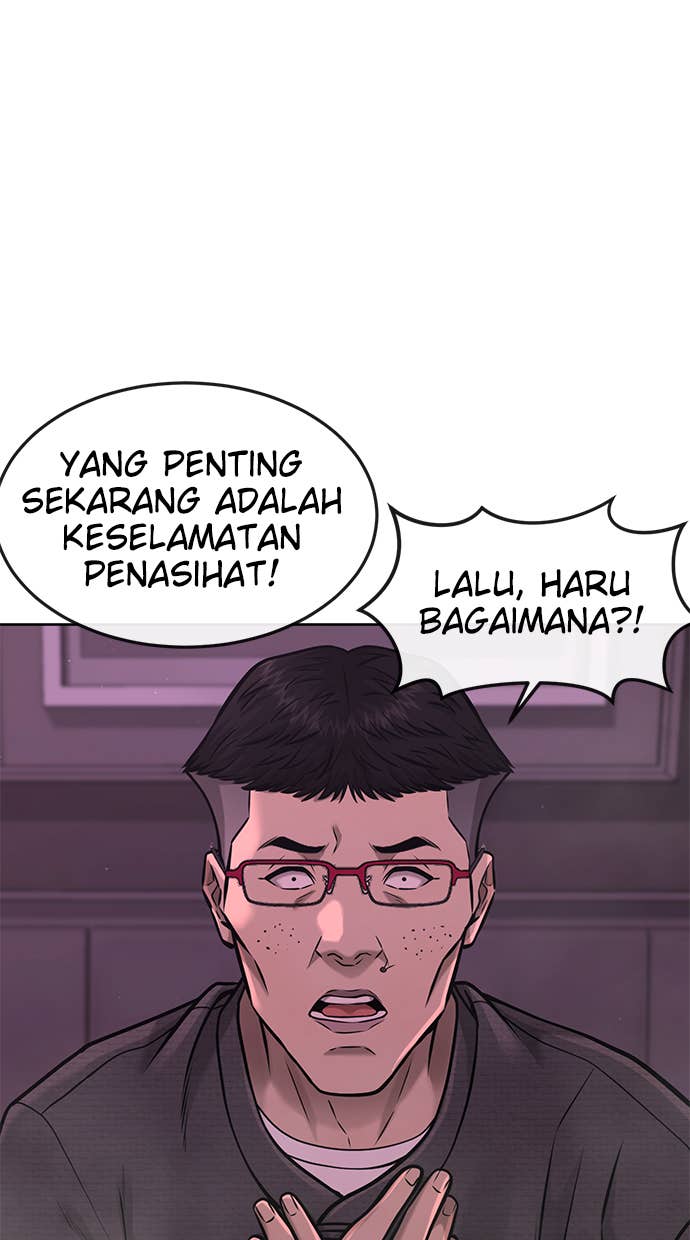 YANG PENTING
SEKARANG ADALAH
KESELAMATAN
PENASIHAT!
LALU, HARU
BAGAIMANA?!